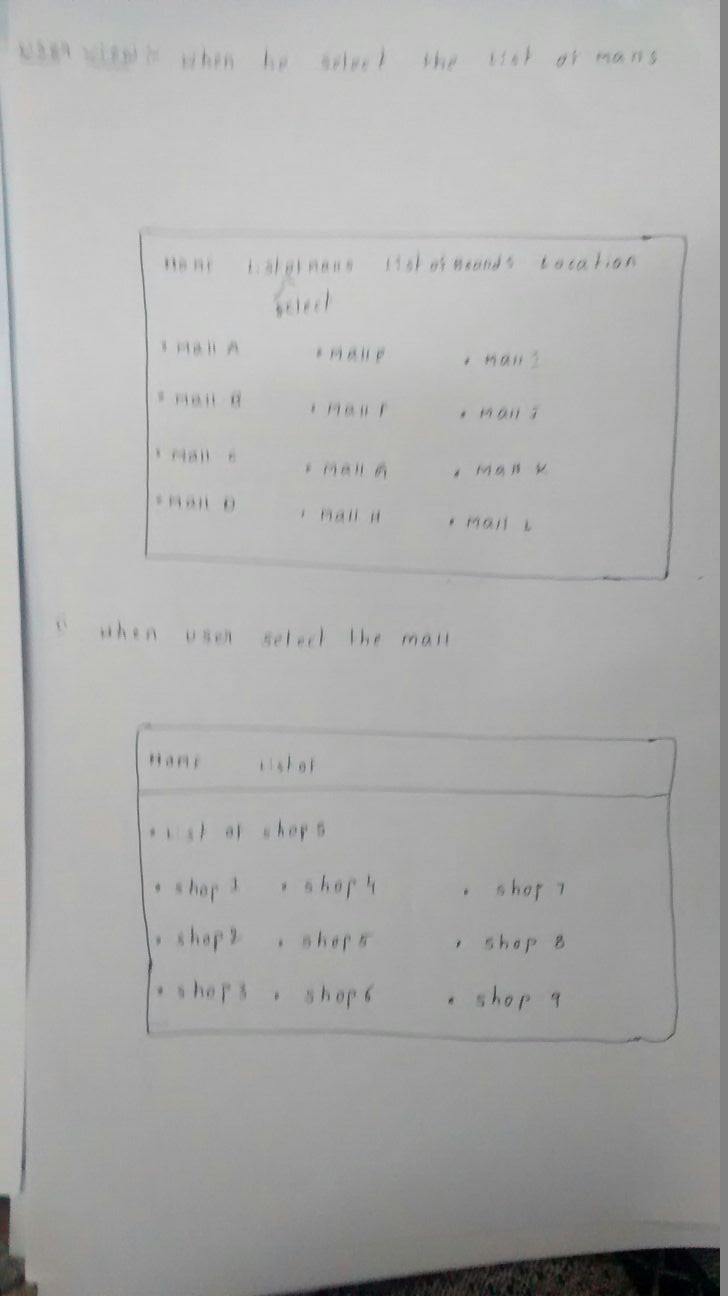 when he select the list of malls
Home List of malls List of Brands Location
select
• Mall A • Mall E • Mall I
• Mall B • Mall F • Mall J
• Mall C • Mall G • Mall K
• Mall D • Mall H • Mall L
when user select the mall
Home List of
• List of shops
• shop 1 • shop 4 • shop 7
• shop 2 • shop 5 • shop 8
• shop 3 • shop 6 • shop 9